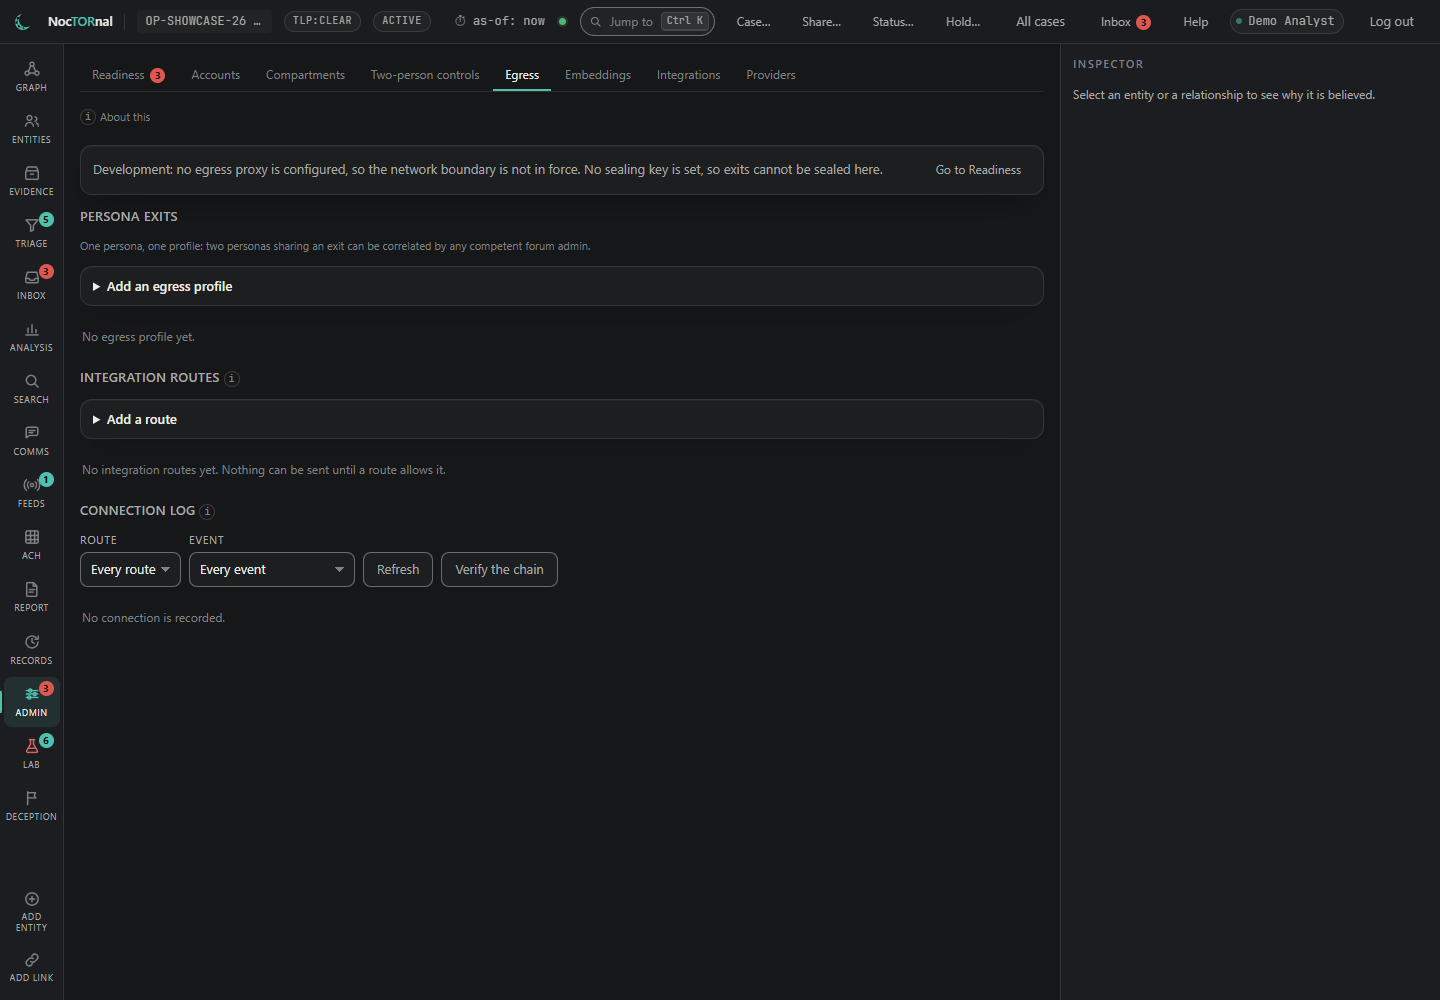 NocTORnal
OP-SHOWCASE-26 …
TLP:CLEAR
ACTIVE
as-of: now
Jump to
Ctrl K
Case...
Share...
Status...
Hold...
All cases
Inbox 3
Help
Demo Analyst
Log out
GRAPH
ENTITIES
EVIDENCE
5
TRIAGE
3
INBOX
ANALYSIS
SEARCH
COMMS
1
FEEDS
ACH
REPORT
RECORDS
3
ADMIN
6
LAB
DECEPTION
ADD
ENTITY
ADD LINK
Readiness 3
Accounts
Compartments
Two-person controls
Egress
Embeddings
Integrations
Providers
i About this
Development: no egress proxy is configured, so the network boundary is not in force. No sealing key is set, so exits cannot be sealed here.
Go to Readiness
PERSONA EXITS
One persona, one profile: two personas sharing an exit can be correlated by any competent forum admin.
Add an egress profile
No egress profile yet.
INTEGRATION ROUTES i
Add a route
No integration routes yet. Nothing can be sent until a route allows it.
CONNECTION LOG i
ROUTE
EVENT
Every route
Every event
Refresh
Verify the chain
No connection is recorded.
INSPECTOR
Select an entity or a relationship to see why it is believed.